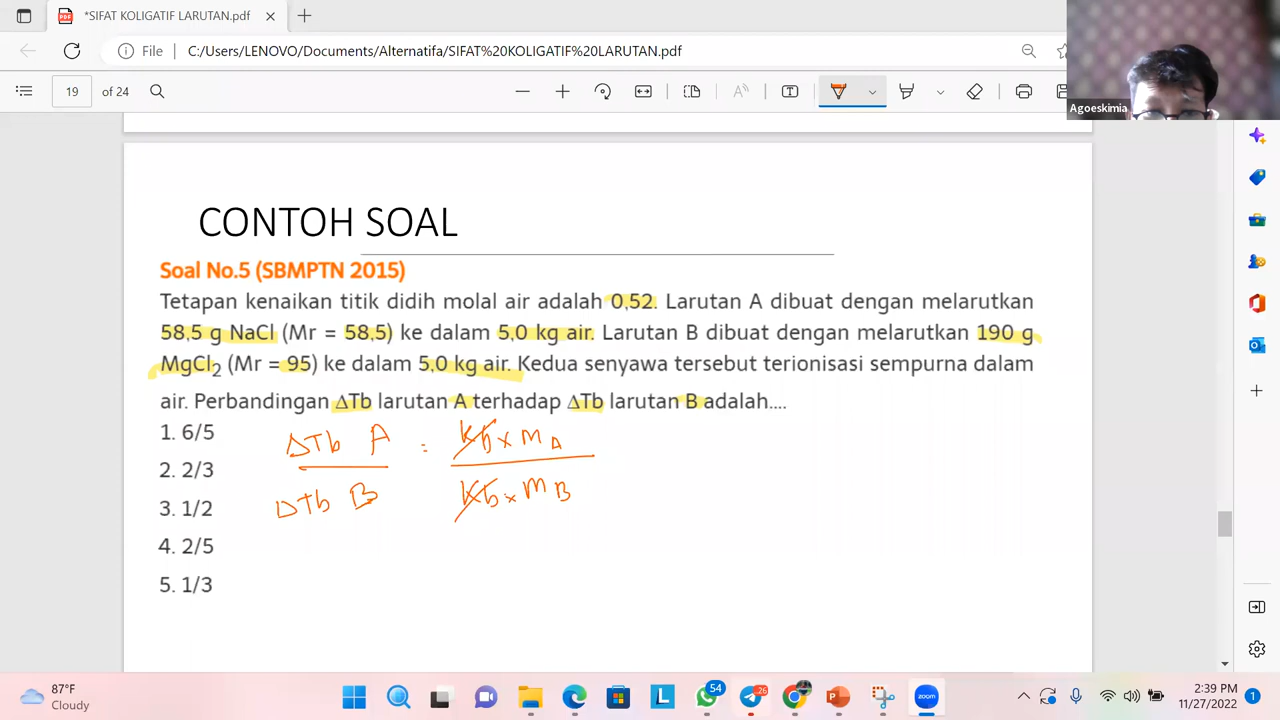 *SIFAT KOLIGATIF LARUTAN.pdf
File
C:/Users/LENOVO/Documents/Alternatifa/SIFAT%20KOLIGATIF%20LARUTAN.pdf
19 of 24
Agoeskimia
CONTOH SOAL
Soal No.5 (SBMPTN 2015)
Tetapan kenaikan titik didih molal air adalah 0,52. Larutan A dibuat dengan melarutkan
58,5 g NaCl (Mr = 58,5) ke dalam 5,0 kg air. Larutan B dibuat dengan melarutkan 190 g
MgCl₂ (Mr = 95) ke dalam 5,0 kg air. Kedua senyawa tersebut terionisasi sempurna dalam
air. Perbandingan ΔTb larutan A terhadap ΔTb larutan B adalah....
1. 6/5
2. 2/3
3. 1/2
4. 2/5
5. 1/3
ΔTb A = Kb x m A
ΔTb B Kb x m B
87°F
Cloudy
54
26
2:39 PM
11/27/2022
1